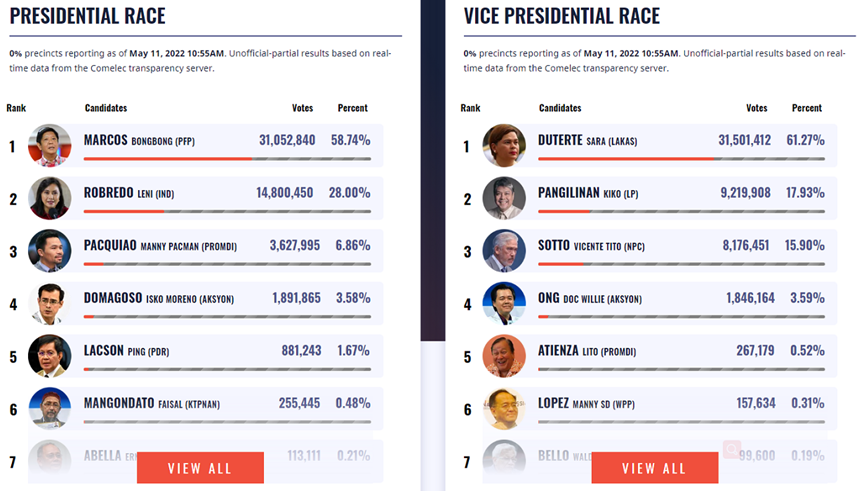 PRESIDENTIAL RACE
0% precincts reporting as of May 11, 2022 10:55AM. Unofficial-partial results based on real-
time data from the Comelec transparency server.
Rank Candidates Votes Percent
1 MARCOS BONGBONG (PFP) 31,052,840 58.74%
2 ROBREDO LENI (IND) 14,800,450 28.00%
3 PACQUIAO MANNY PACMAN (PROMDI) 3,627,995 6.86%
4 DOMAGOSO ISKO MORENO (AKSYON) 1,891,865 3.58%
5 LACSON PING (PDR) 881,243 1.67%
6 MANGONDATO FAISAL (KTPNAN) 255,445 0.48%
7 ABELLA 113,111 0.21%
VIEW ALL
VICE PRESIDENTIAL RACE
0% precincts reporting as of May 11, 2022 10:55AM. Unofficial-partial results based on real-
time data from the Comelec transparency server.
Rank Candidates Votes Percent
1 DUTERTE SARA (LAKAS) 31,501,412 61.27%
2 PANGILINAN KIKO (LP) 9,219,908 17.93%
3 SOTTO VICENTE TITO (NPC) 8,176,451 15.90%
4 ONG DOC WILLIE (AKSYON) 1,846,164 3.59%
5 ATIENZA LITO (PROMDI) 267,179 0.52%
6 LOPEZ MANNY SD (WPP) 157,634 0.31%
7 BELLO 99,600 0.19%
VIEW ALL